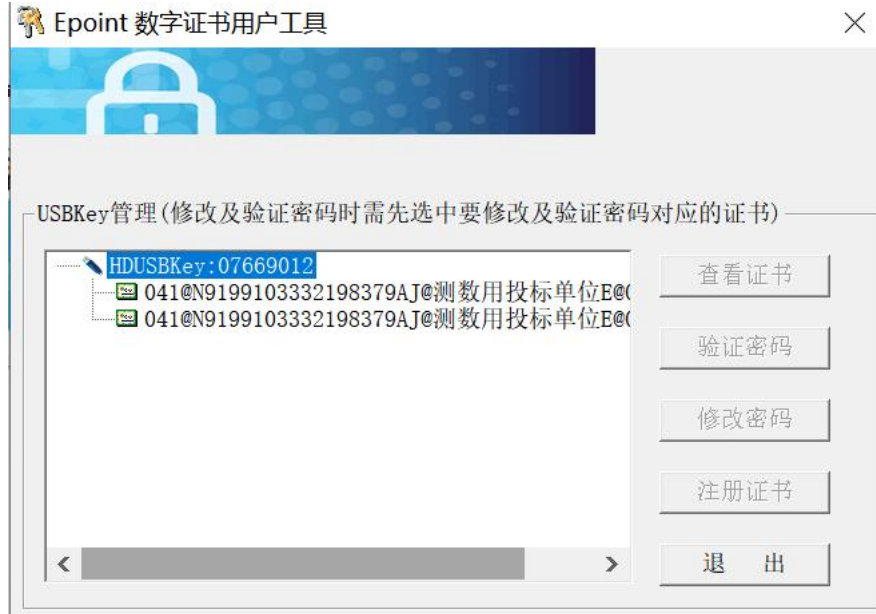 Epoint 数字证书用户工具
USBKey管理(修改及验证密码时需先选中要修改及验证密码对应的证书)
HDUSBKey:07669012
041@N9199103332198379AJ@测数用投标单位E@(
041@N9199103332198379AJ@测数用投标单位E@(
查看证书
验证密码
修改密码
注册证书
退 出